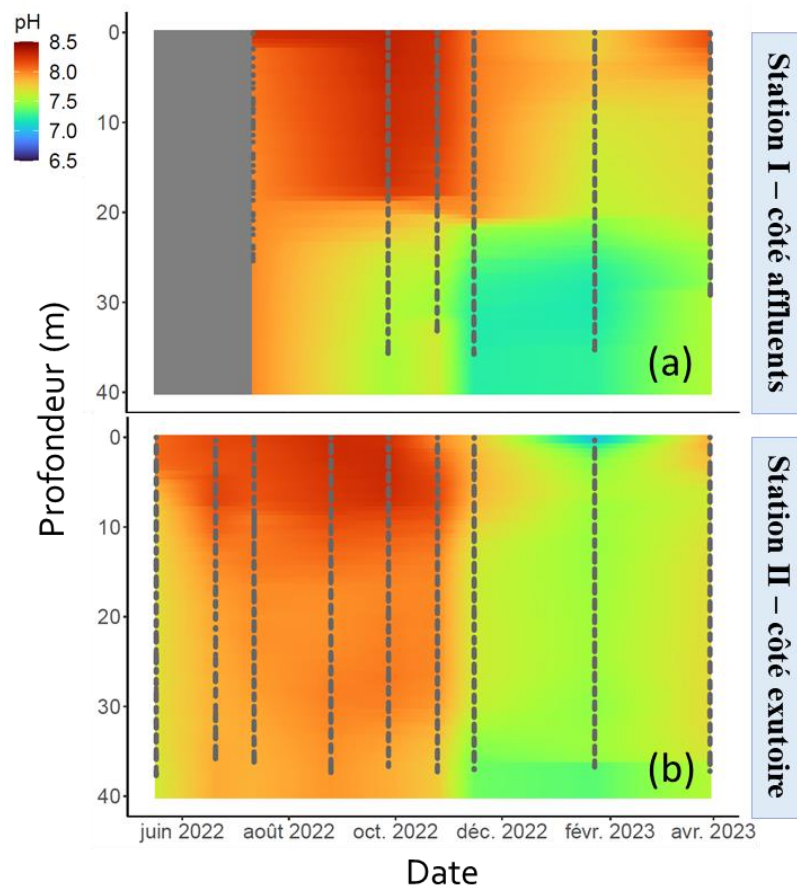 pH
8.5
8.0
7.5
7.0
6.5
0
10
20
30
40
(a)
Station I – côté affluents
Profondeur (m)
0
10
20
30
40
(b)
Station II – côté exutoire
juin 2022 août 2022 oct. 2022 déc. 2022 févr. 2023 avr. 2023
Date